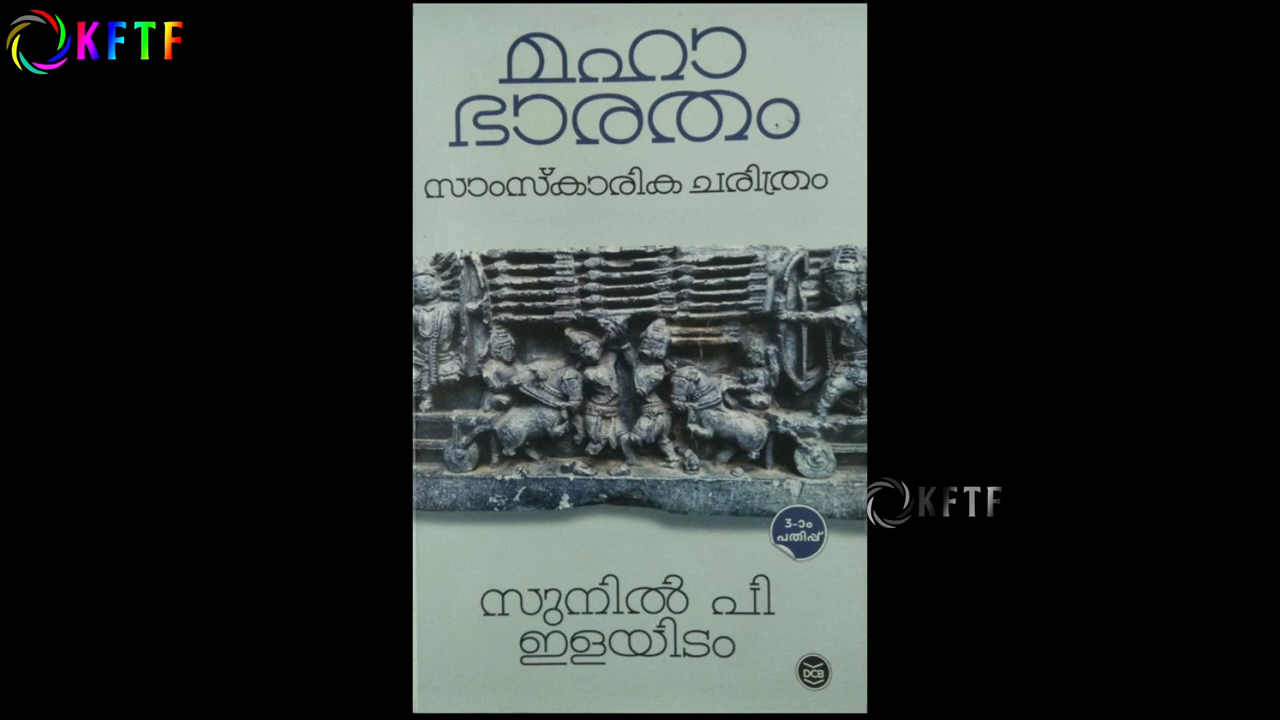 KFTF
മഹാ
ഭാരതം
സാംസ്കാരിക ചരിത്രം
KFTF
3-ാം
പതിപ്പ്
സുനിൽ പി
ഇളയിടം
DCB